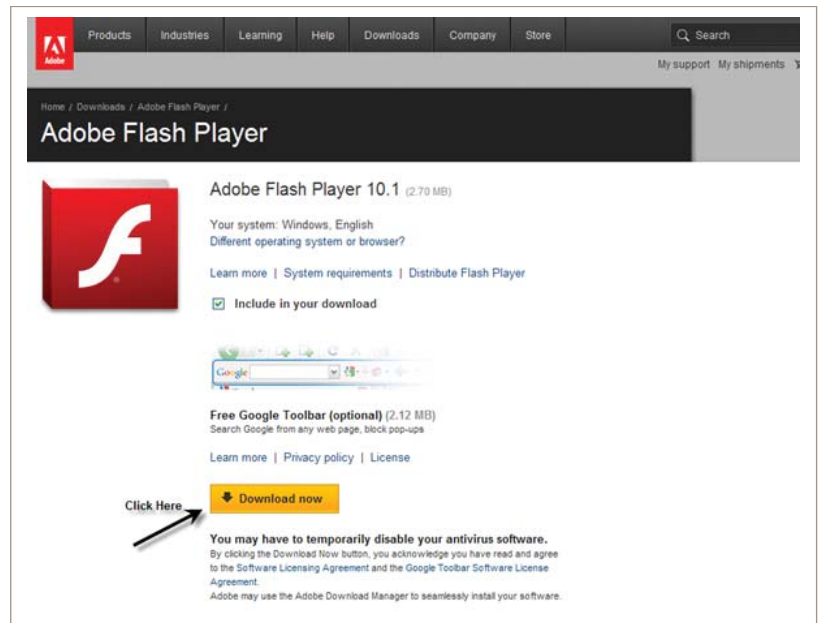 Products Industries Learning Help Downloads Company Store Search
Adobe
My support My shipments
Home / Downloads / Adobe Flash Player /
Adobe Flash Player
Adobe Flash Player 10.1 (2.70 MB)
Your system: Windows, English
Different operating system or browser?
Learn more | System requirements | Distribute Flash Player
Include in your download
Google
Free Google Toolbar (optional) (2.12 MB)
Search Google from any web page, block pop-ups
Learn more | Privacy policy | License
Click Here
Download now
You may have to temporarily disable your antivirus software.
By clicking the Download Now button, you acknowledge you have read and agree
to the Software Licensing Agreement and the Google Toolbar Software License
Agreement.
Adobe may use the Adobe Download Manager to seamlessly install your software.